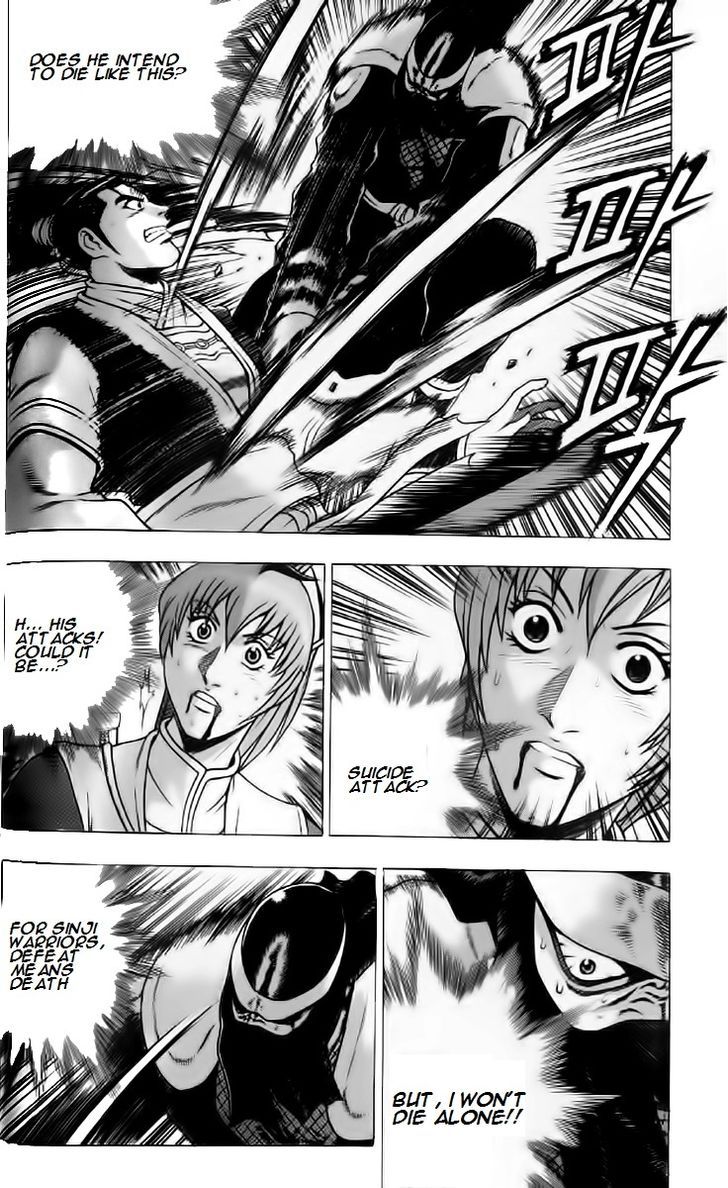 DOES HE INTEND
TO DIE LIKE THIS?
파
파
파
H... HIS
ATTACKS!
COULD IT
BE...?
SUICIDE
ATTACK?
FOR SINJI
WARRIORS,
DEFEAT
MEANS
DEATH
BUT, I WON'T
DIE ALONE!!